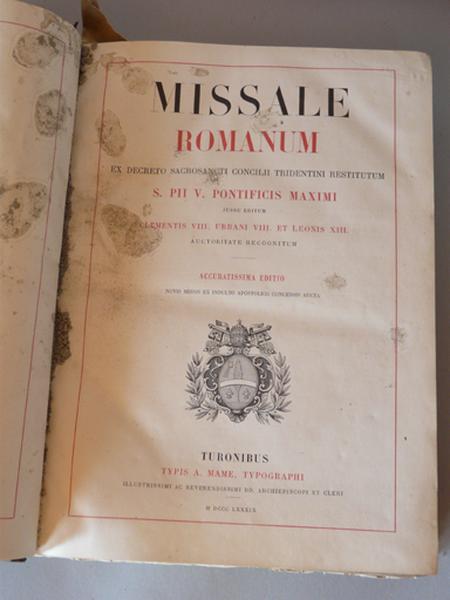 MISSALE
ROMANUM
EX DECRETO SACROSANCTI CONCILII TRIDENTINI RESTITUTUM
S. PII V. PONTIFICIS MAXIMI
JUSSU EDITUM
CLEMENTIS VIII. URBANI VIII. ET LEONIS XIII.
AUCTORITATE RECOGNITUM
ACCURATISSIMA EDITIO
NOVIS MISSIS EX INDULTO APOSTOLICO CONCESSIS AUCTA
TURONIBUS
TYPIS A. MAME, TYPOGRAPHI
ILLUSTRISSIMI AC REVERENDISSIMI DD. ARCHIEPISCOPI ET CLERI
M DCCC LXXXIX